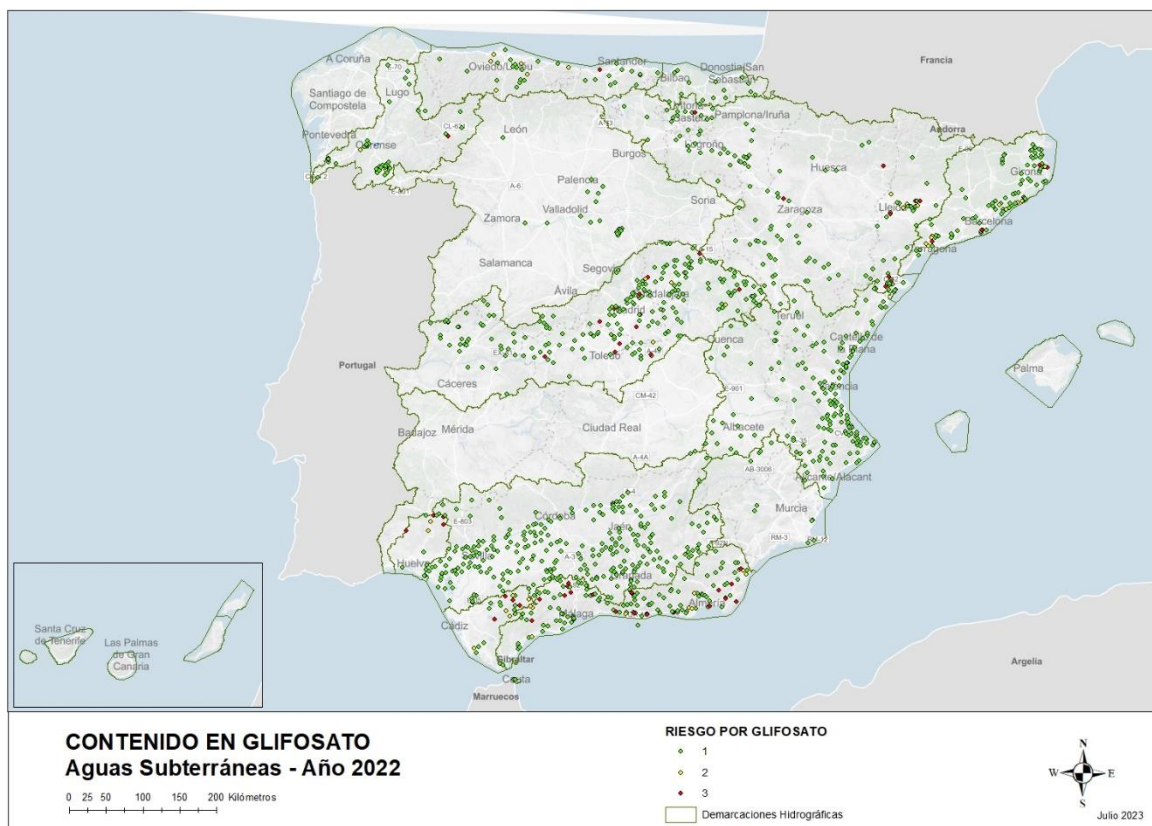 Francia
A Coruña
Oviedo/Uviéu
Santander
Donostia/San
Sebastián
Bilbao
Lugo
Santiago de
Compostela
Vitoria
Pamplona/Iruña
Andorra
Pontevedra
Ourense
León
Logroño
Burgos
Huesca
Girona
Palencia
A-6
Soria
Lleida
Zaragoza
Barcelona
Zamora
Valladolid
Tarragona
Salamanca
Segovia
Ávila
Guadalajara
Madrid
Teruel
Cuenca
Castelló de
la Plana
Toledo
Portugal
Palma
Cáceres
E-901
València
CM-42
Badajoz
Mérida
Ciudad Real
Albacete
A-4A
AB-3006
Alicante/Alacant
Murcia
Córdoba
Jaén
E-803
RM-3
Huelva
Sevilla
A-3
Granada
Almería
Málaga
Cádiz
Santa Cruz
de Tenerife
Las Palmas
de Gran
Canaria
Gibraltar
Ceuta
Marruecos
Argelia
CONTENIDO EN GLIFOSATO
Aguas Subterráneas - Año 2022
0 25 50 100 150 200 Kilómetros
RIESGO POR GLIFOSATO
1
2
3
Demarcaciones Hidrográficas
N
W E
S
Julio 2023